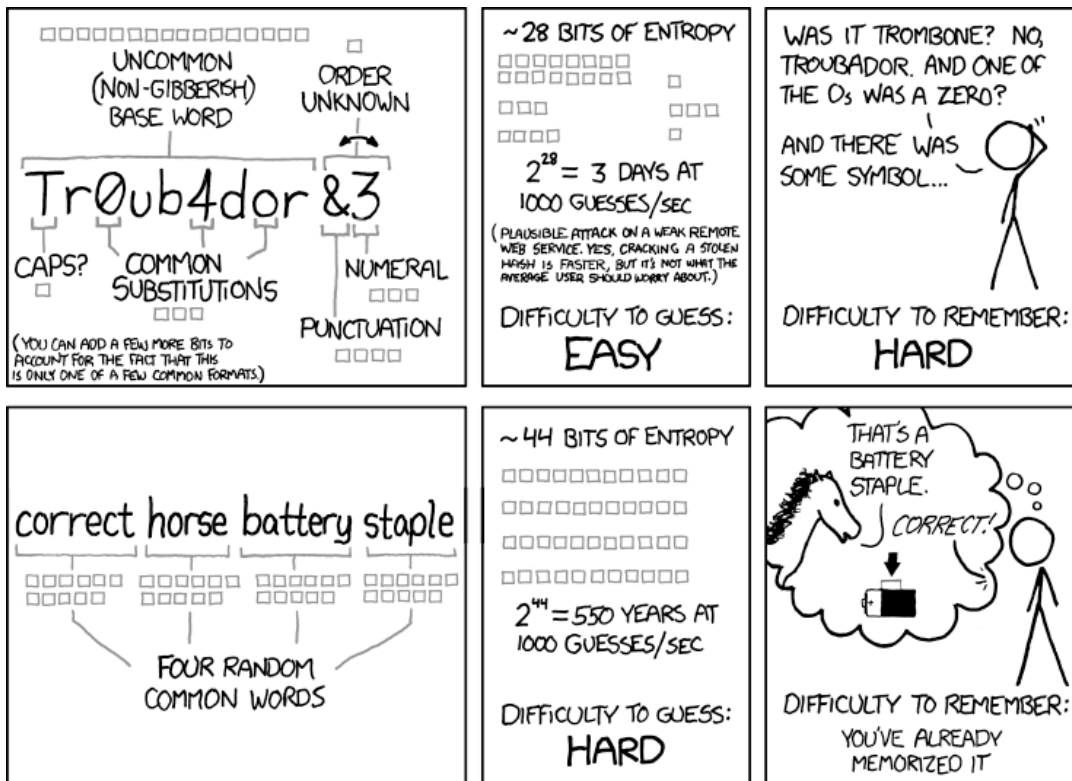 UNCOMMON
(NON-GIBBERISH)
BASE WORD
ORDER
UNKNOWN
Tr0ub4dor &3
CAPS?
COMMON
SUBSTITUTIONS
NUMERAL
PUNCTUATION
(YOU CAN ADD A FEW MORE BITS TO
ACCOUNT FOR THE FACT THAT THIS
IS ONLY ONE OF A FEW COMMON FORMATS.)
~28 BITS OF ENTROPY
2^28 = 3 DAYS AT
1000 GUESSES/SEC
(PLAUSIBLE ATTACK ON A WEAK REMOTE
WEB SERVICE. YES, CRACKING A STOLEN
HASH IS FASTER, BUT IT'S NOT WHAT THE
AVERAGE USER SHOULD WORRY ABOUT.)
DIFFICULTY TO GUESS:
EASY
WAS IT TROMBONE? NO,
TROUBADOR. AND ONE OF
THE Os WAS A ZERO?
AND THERE WAS
SOME SYMBOL...
DIFFICULTY TO REMEMBER:
HARD
correct horse battery staple
FOUR RANDOM
COMMON WORDS
~44 BITS OF ENTROPY
2^44 = 550 YEARS AT
1000 GUESSES/SEC
DIFFICULTY TO GUESS:
HARD
THAT'S A
BATTERY
STAPLE.
CORRECT!
DIFFICULTY TO REMEMBER:
YOU'VE ALREADY
MEMORIZED IT